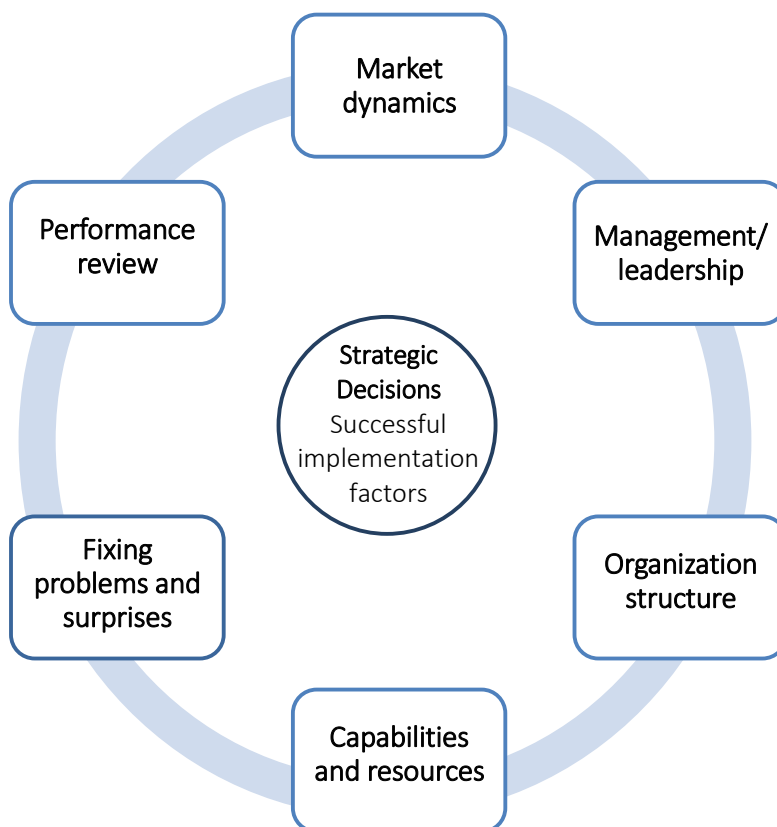 Market
dynamics
Management/
leadership
Organization
structure
Capabilities
and resources
Fixing
problems and
surprises
Performance
review
Strategic
Decisions
Successful
implementation
factors